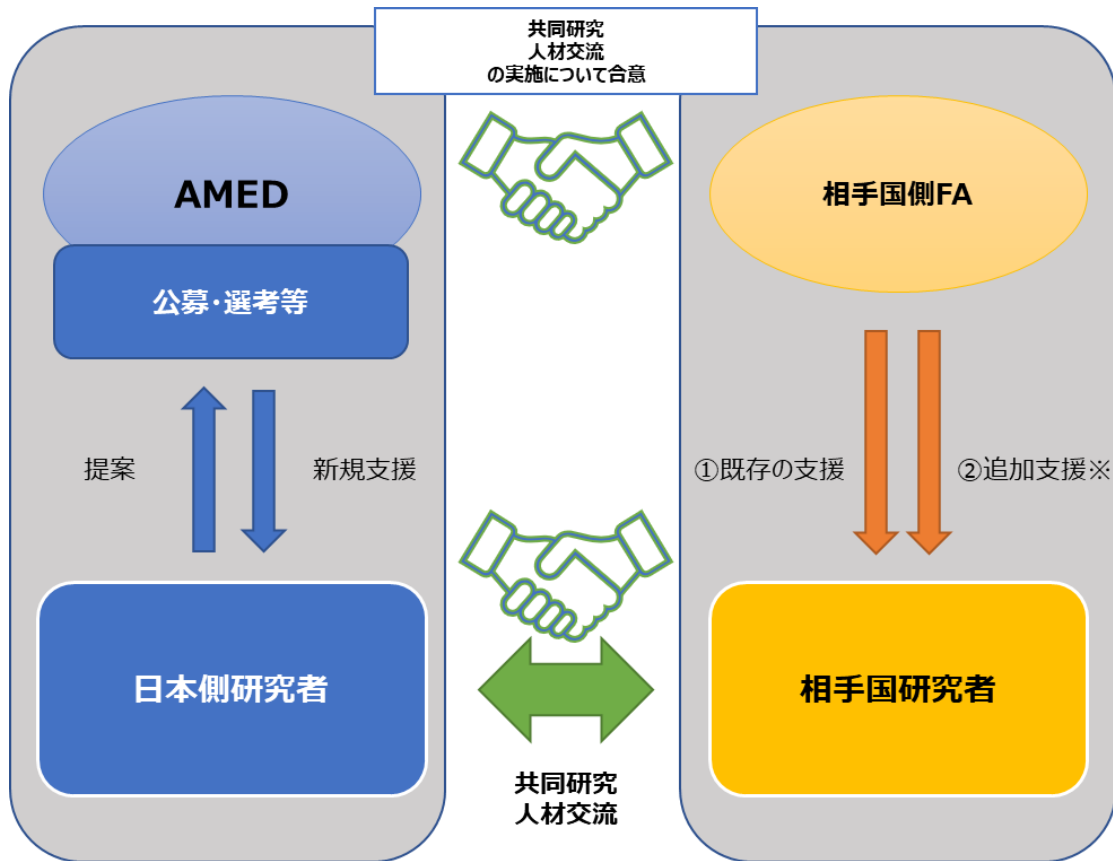 共同研究
人材交流
の実施について合意
AMED
相手国側FA
公募・選考等
提案
新規支援
①既存の支援
②追加支援※
日本側研究者
相手国研究者
共同研究
人材交流